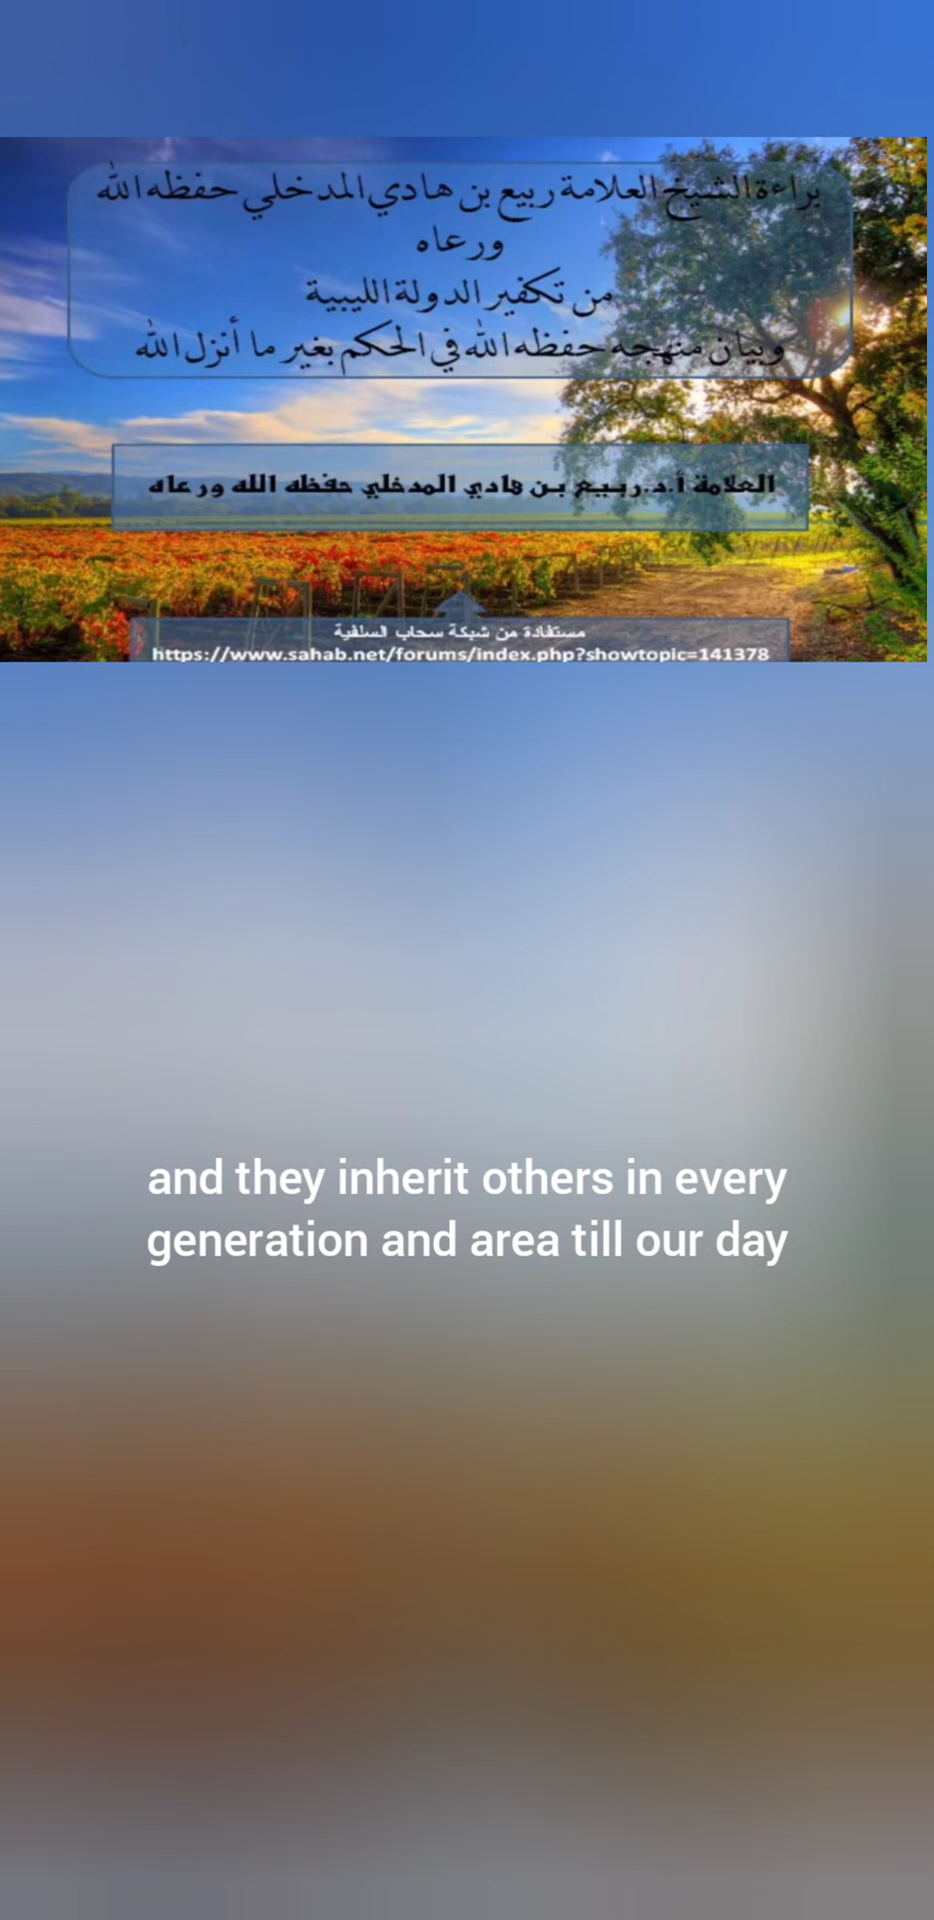 براءة الشيخ العلامة ربيع بن هادي المدخلي حفظه الله
ورعاه
من تكفير الدولة الليبية
وبيان منهجه حفظه الله في الحكم بغير ما أنزل الله
العلامة أ.د.ربيع بن هادي المدخلي حفظه الله ورعاه
مستفادة من شبكة سحاب السلفية
https://www.sahab.net/forums/index.php?showtopic=141378
and they inherit others in every
generation and area till our day